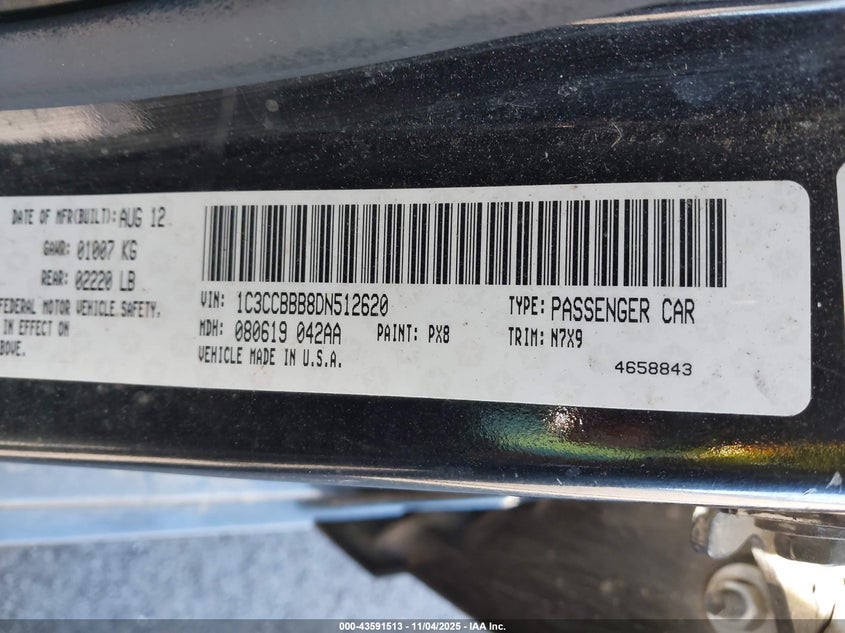 DATE OF MFR(BUILT): AUG 12
GAWR: 01007 KG
REAR: 02220 LB
FEDERAL MOTOR VEHICLE SAFETY,
IN EFFECT ON
BOVE.
VIN: 1C3CCBBB8DN512620
TYPE: PASSENGER CAR
MDH: 080619 042AA
PAINT: PX8
TRIM: N7X9
VEHICLE MADE IN U.S.A.
4658843
000-43591513 - 11/04/2025 - IAA Inc.